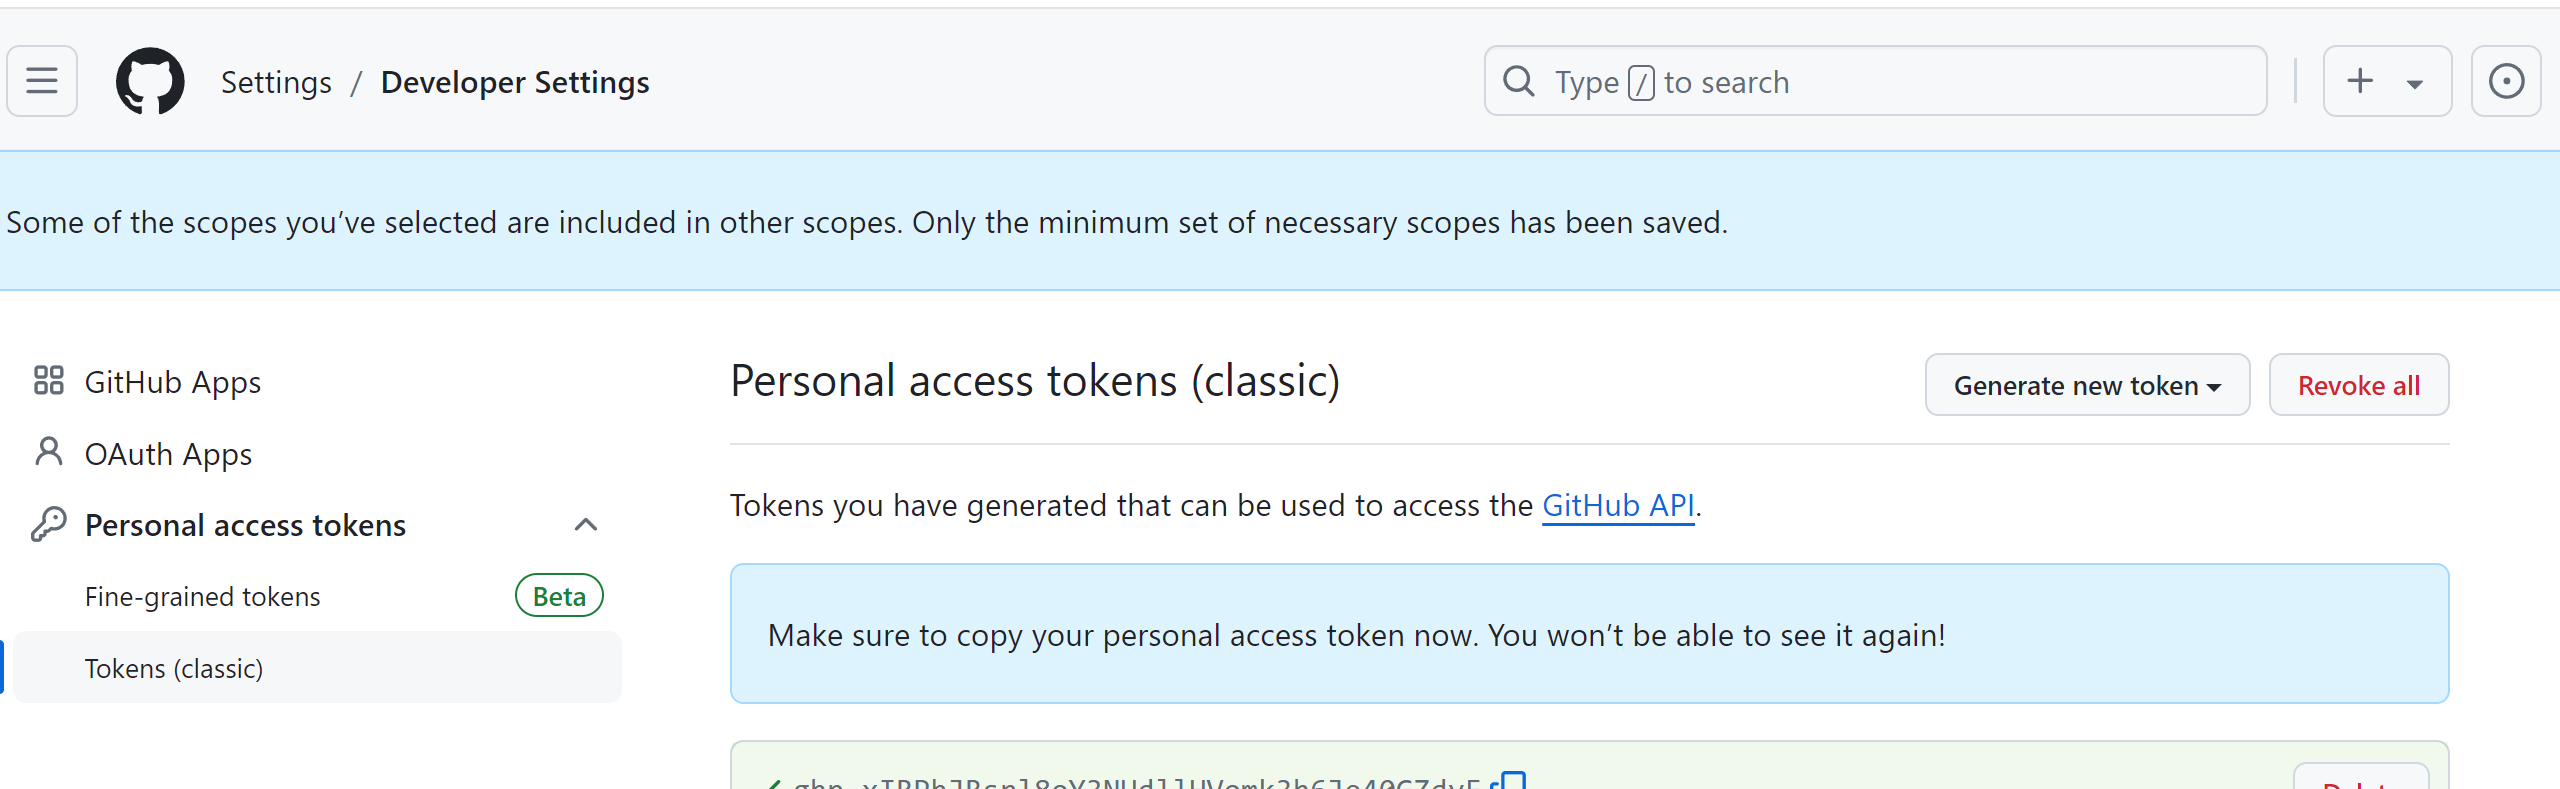 Settings / Developer Settings
Type / to search
Some of the scopes you’ve selected are included in other scopes. Only the minimum set of necessary scopes has been saved.
GitHub Apps
OAuth Apps
Personal access tokens
Fine-grained tokens Beta
Tokens (classic)
Personal access tokens (classic)
Generate new token
Revoke all
Tokens you have generated that can be used to access the GitHub API.
Make sure to copy your personal access token now. You won’t be able to see it again!